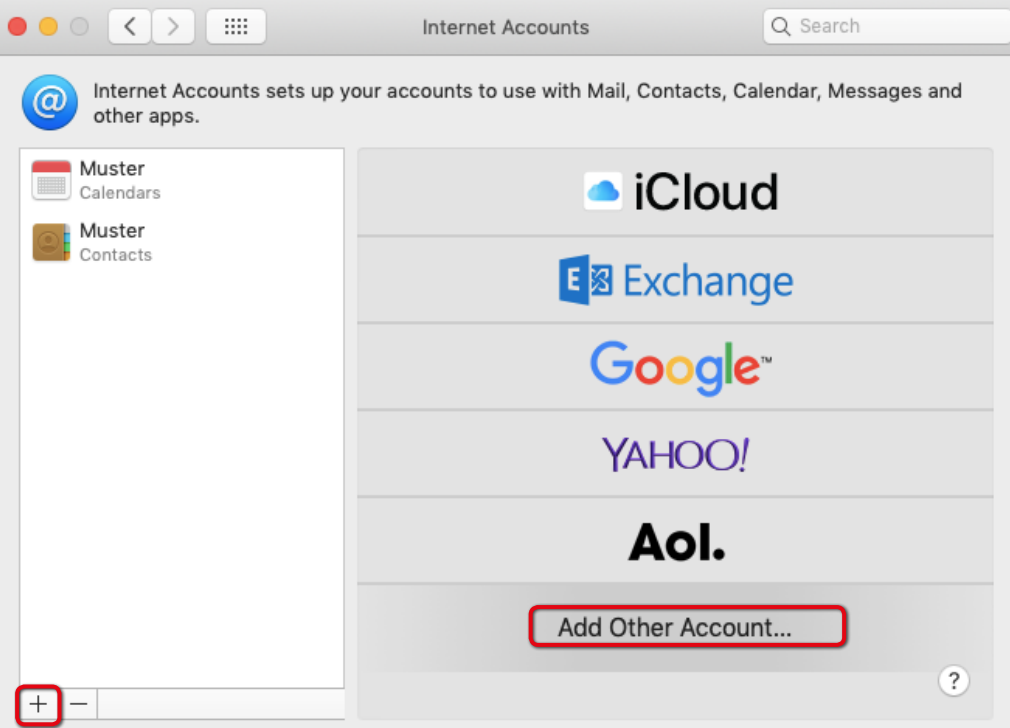 Internet Accounts
Search
Internet Accounts sets up your accounts to use with Mail, Contacts, Calendar, Messages and
other apps.
Muster
Calendars
Muster
Contacts
iCloud
Exchange
Google™
YAHOO!
Aol.
Add Other Account...
?
+ −